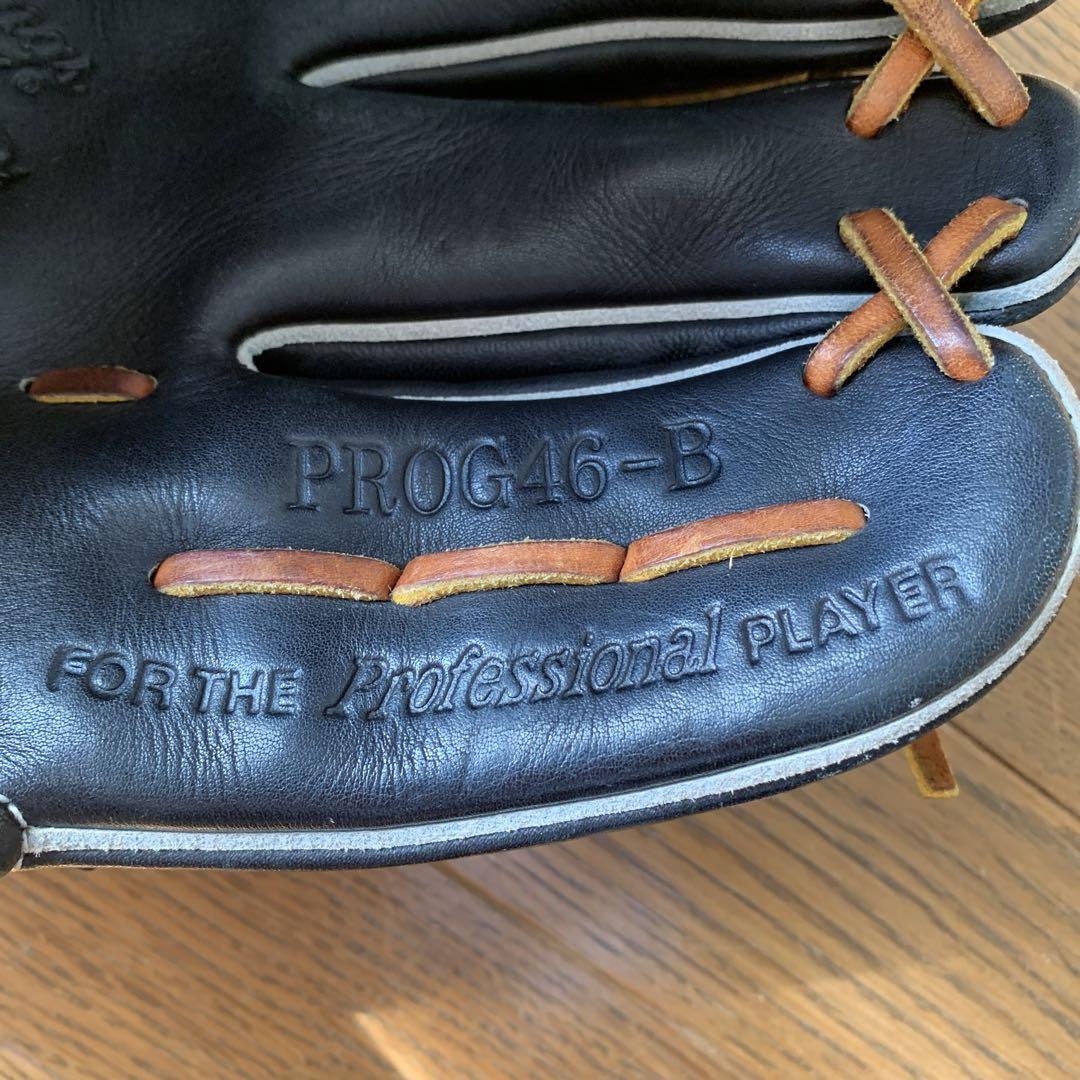 PROG46-B
FOR THE Professional PLAYER